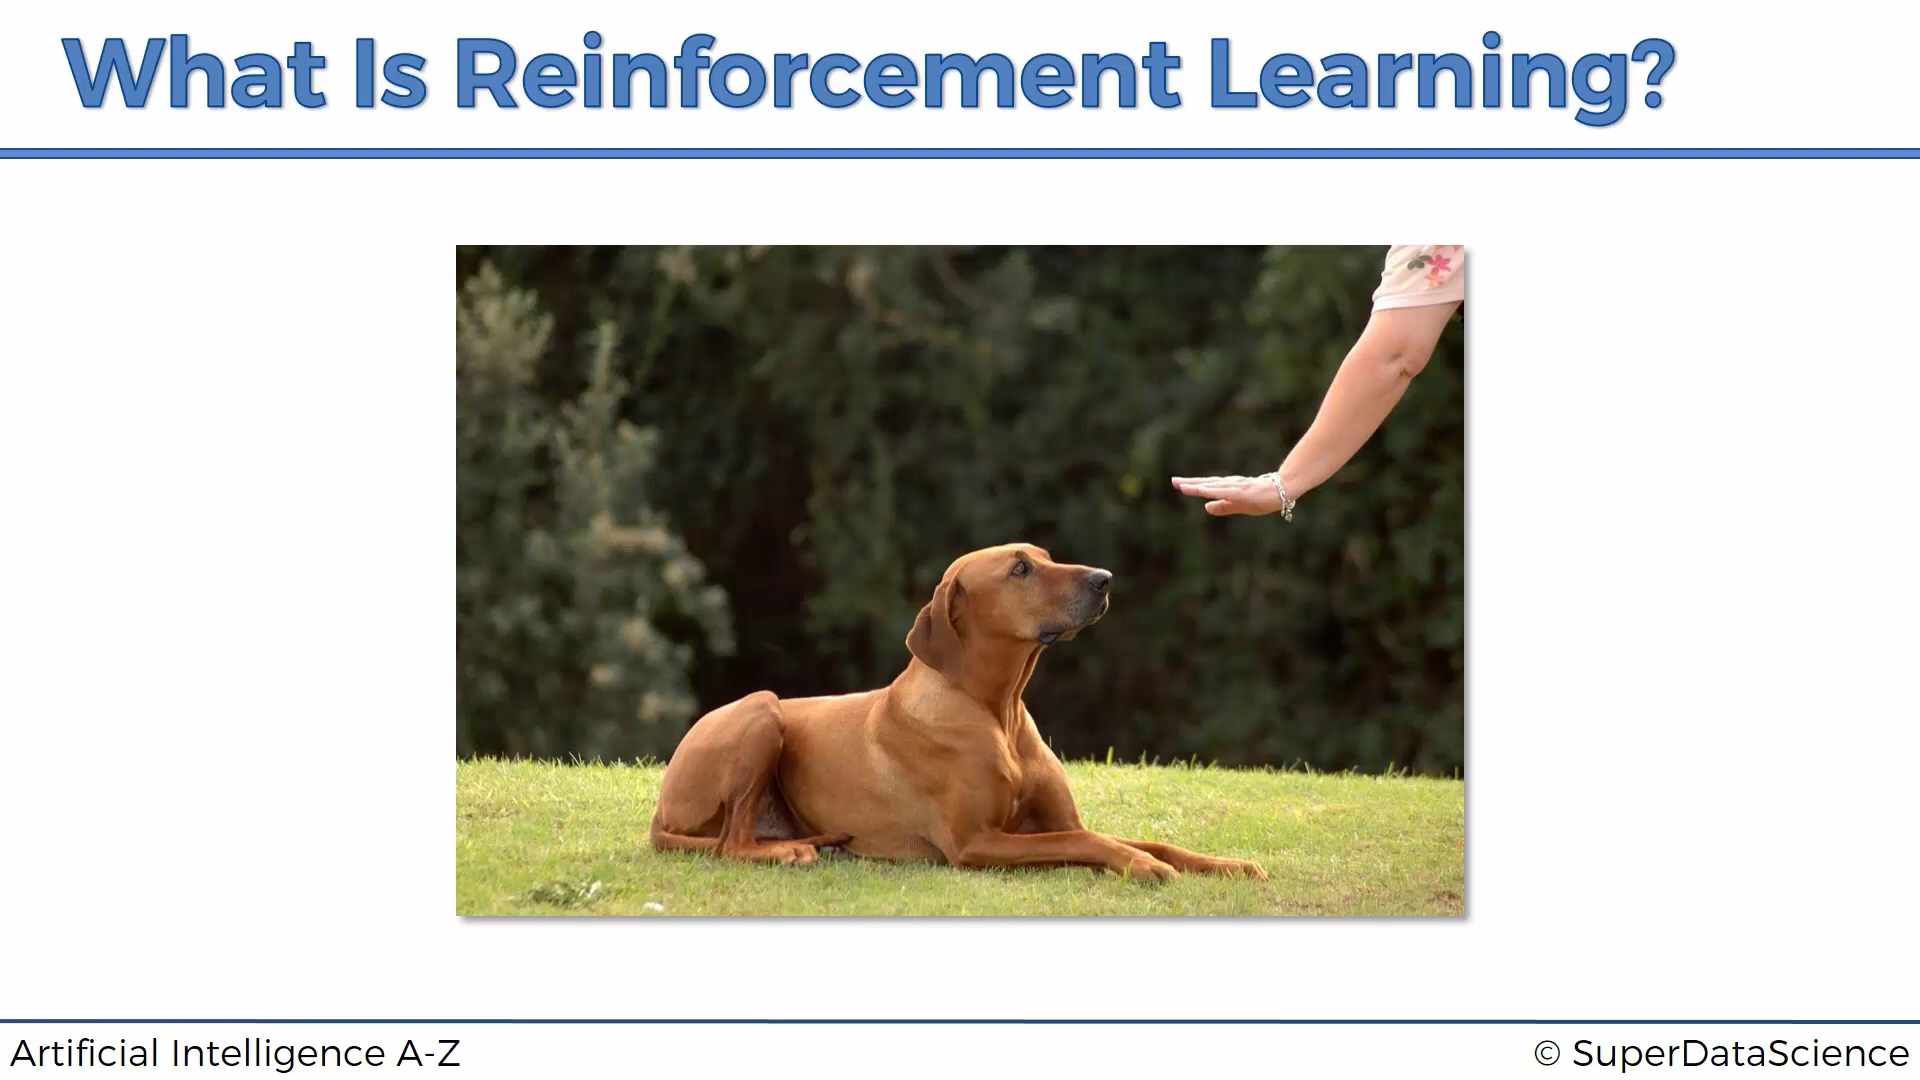 What Is Reinforcement Learning?
Artificial Intelligence A-Z
© SuperDataScience